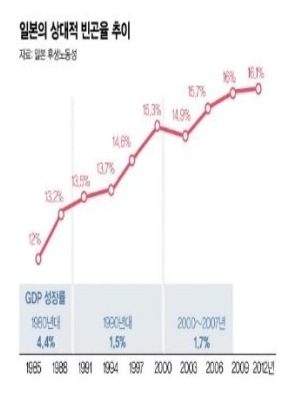 일본의 상대적 빈곤율 추이
자료: 일본 후생노동성
12%
13,2%
13,5%
13,7%
14,6%
15,3%
14,9%
15,7%
16%
16,1%
GDP 성장률
1980년대
4,4%
1990년대
1,5%
2000~2007년
1,7%
1985 1988 1991 1994 1997 2000 2003 2006 2009 2012년